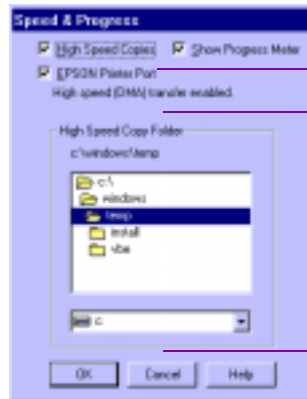 Speed & Progress
High Speed Copies Show Progress Meter
EPSON Printer Port
High speed (DMA) transfer enabled.
High Speed Copy Folder
c:\windows\temp
c:\
windows
temp
install
vbe
c:
OK Cancel Help